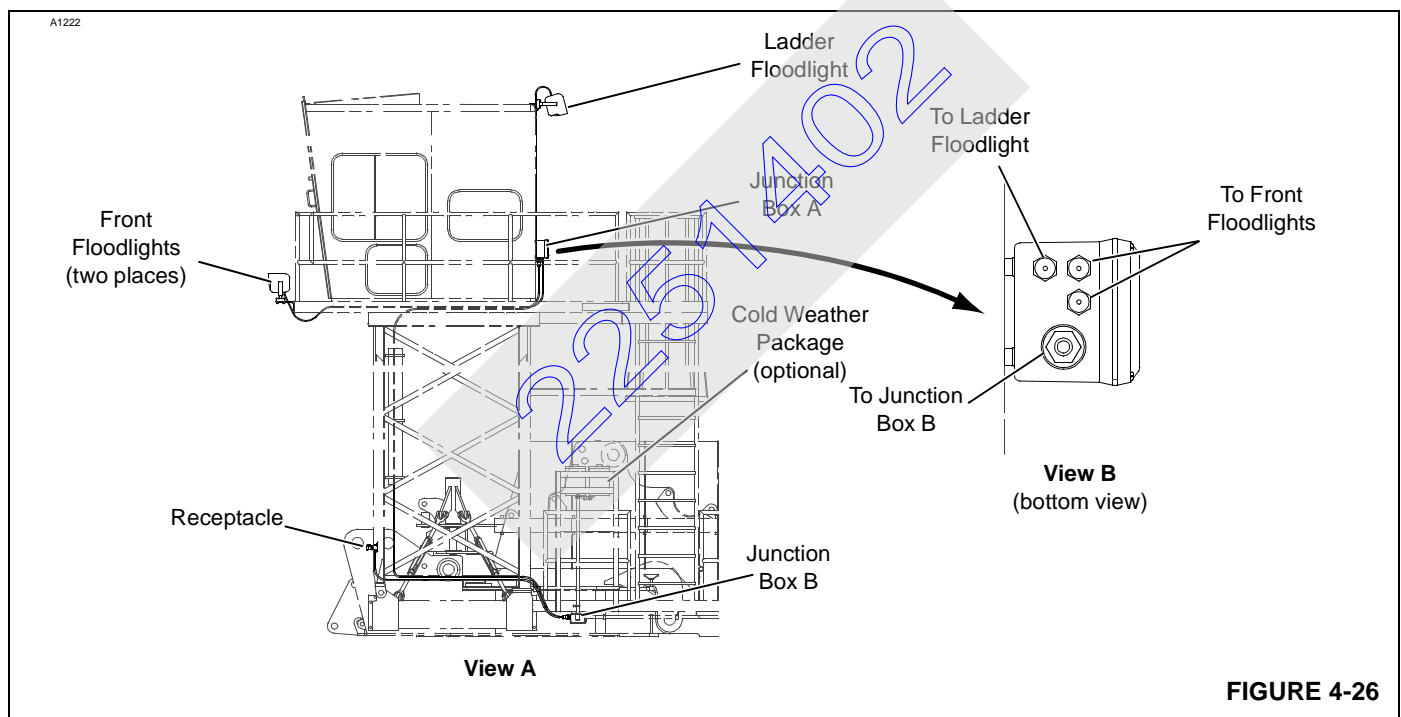 A1222
Ladder
Floodlight
To Ladder
Floodlight
Junction
Box A
To Front
Floodlights
Front
Floodlights
(two places)
Cold Weather
Package
(optional)
To Junction
Box B
View B
(bottom view)
Receptacle
Junction
Box B
View A
FIGURE 4-26
2251402